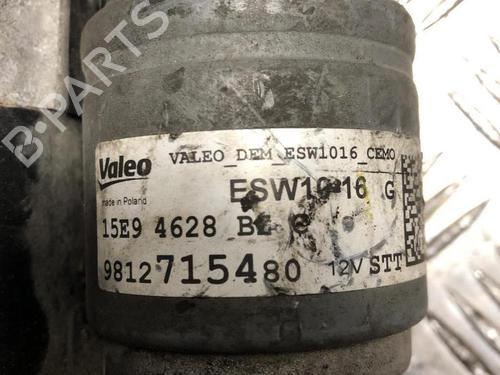 B-PARTS
Valeo
VALEO_DEM_ESW1016_CEMO
made in Poland
ESW1016 G
15E9 4628
9812715480 12V STT